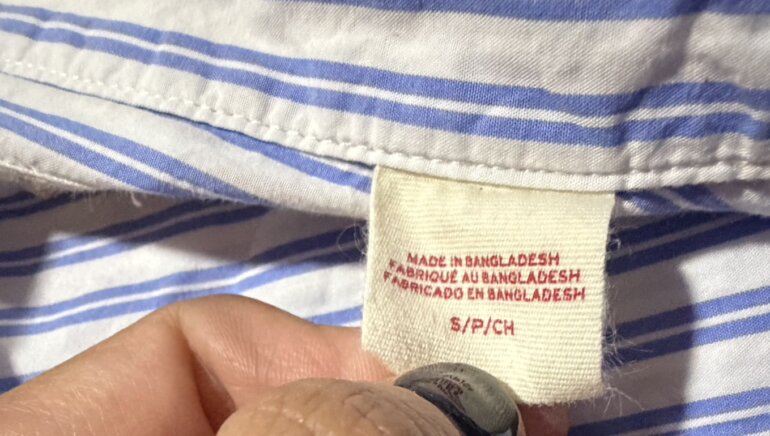 MADE IN BANGLADESH
FABRIQUÉ AU BANGLADESH
FABRICADO EN BANGLADESH
S/P/CH